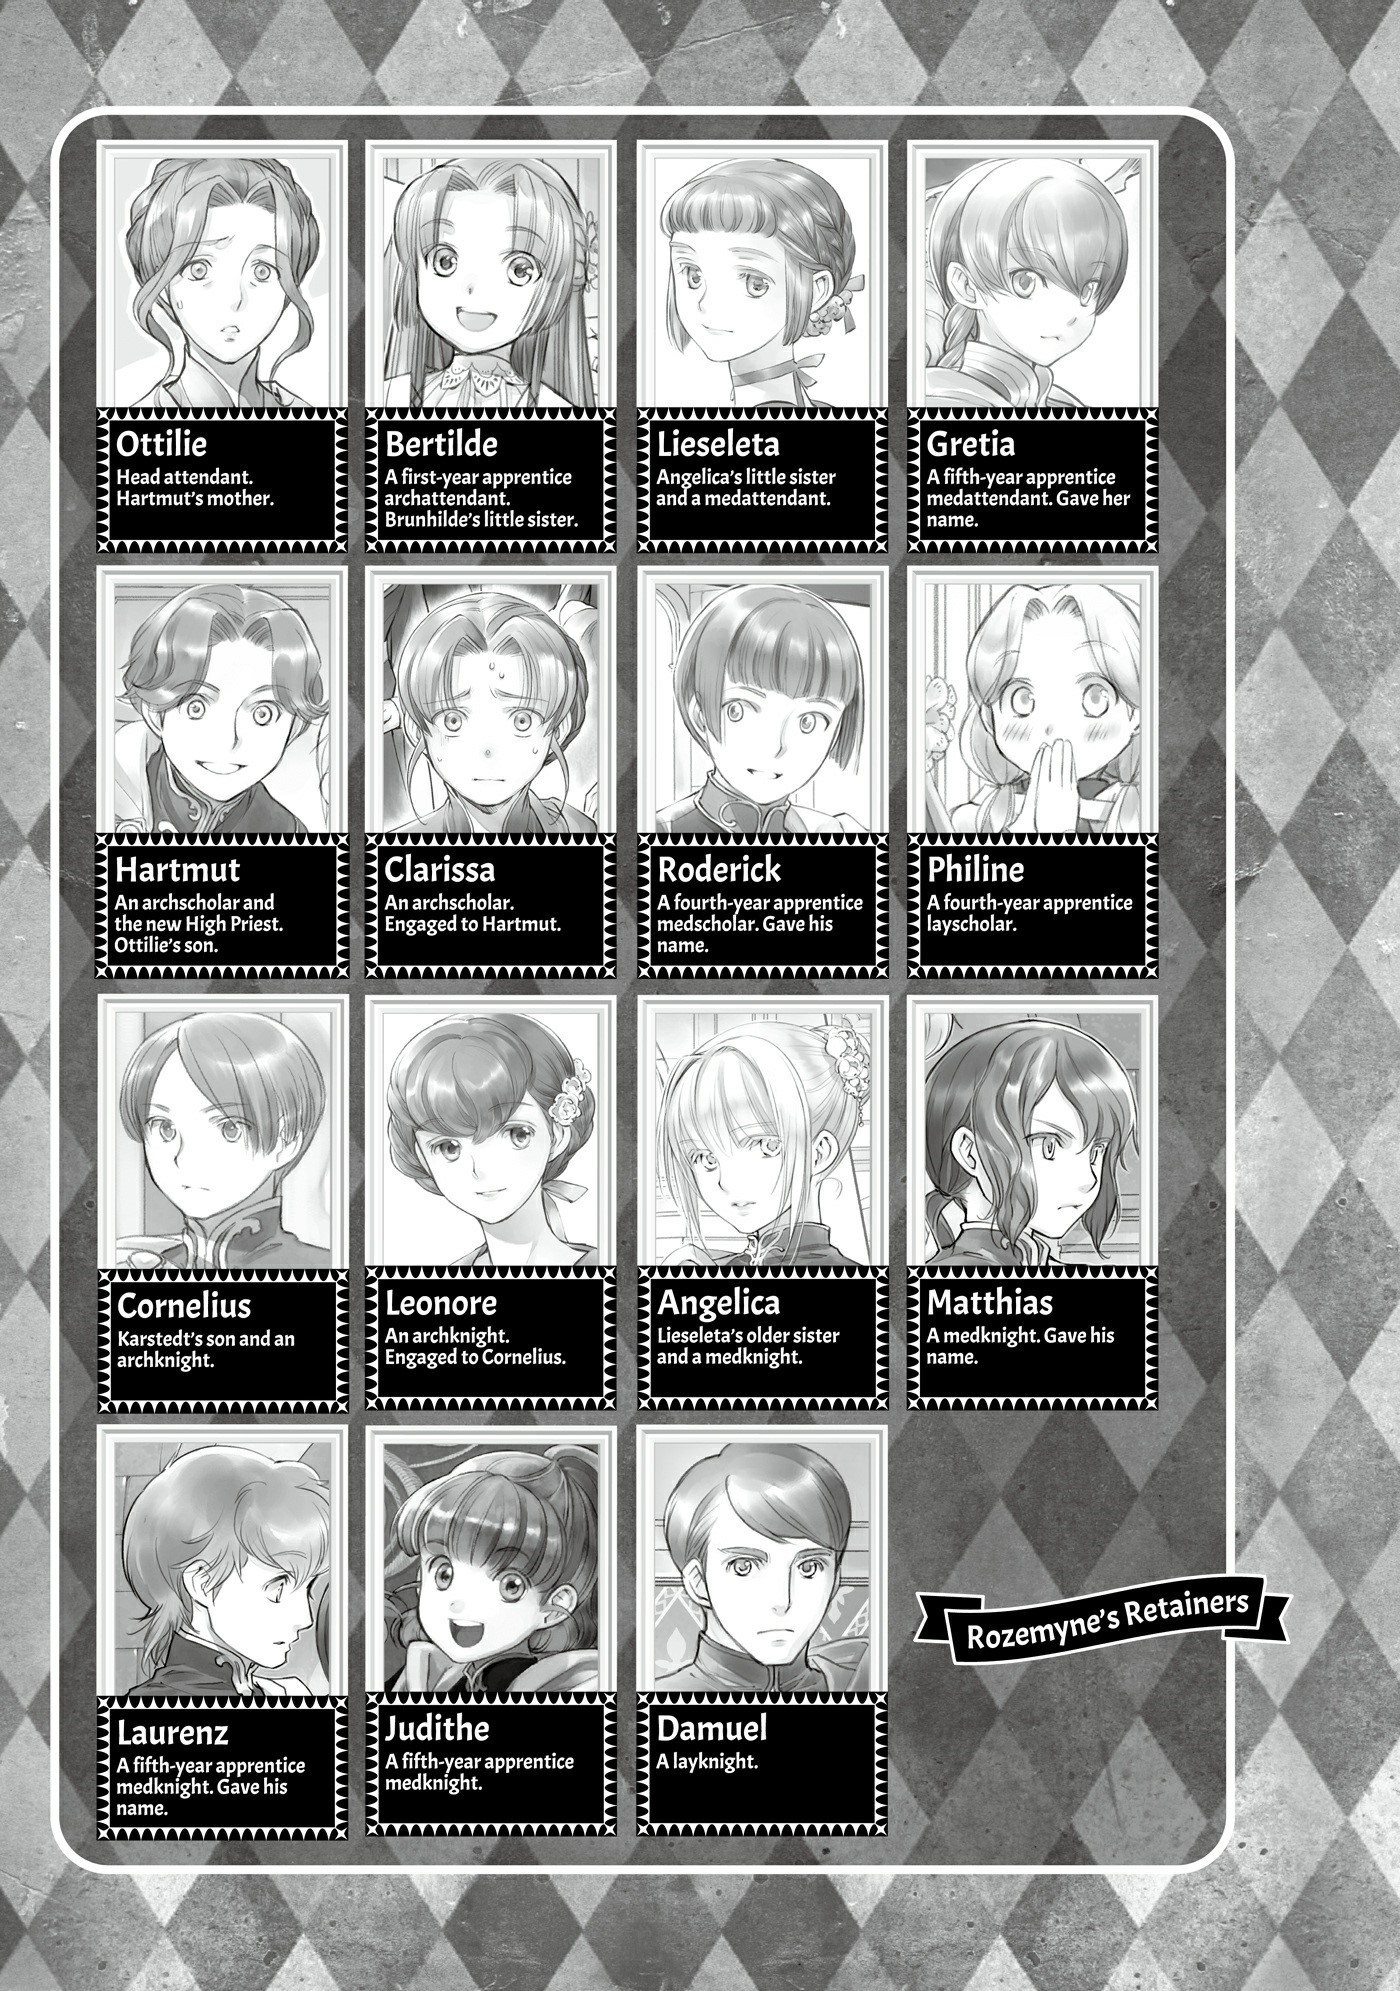 Ottilie
Head attendant.
Hartmut's mother.
Bertilde
A first-year apprentice
archattendant.
Brunhilde's little sister.
Lieseleta
Angelica's little sister
and a medattendant.
Gretia
A fifth-year apprentice
medattendant. Gave her
name.
Hartmut
An archscholar and
the new High Priest.
Ottilie's son.
Clarissa
An archscholar.
Engaged to Hartmut.
Roderick
A fourth-year apprentice
medscholar. Gave his
name.
Philine
A fourth-year apprentice
layscholar.
Cornelius
Karstedt's son and an
archknight.
Leonore
An archknight.
Engaged to Cornelius.
Angelica
Lieseleta's older sister
and a medknight.
Matthias
A medknight. Gave his
name.
Laurenz
A fifth-year apprentice
medknight. Gave his
name.
Judithe
A fifth-year apprentice
medknight.
Damuel
A layknight.
Rozemyne's Retainers